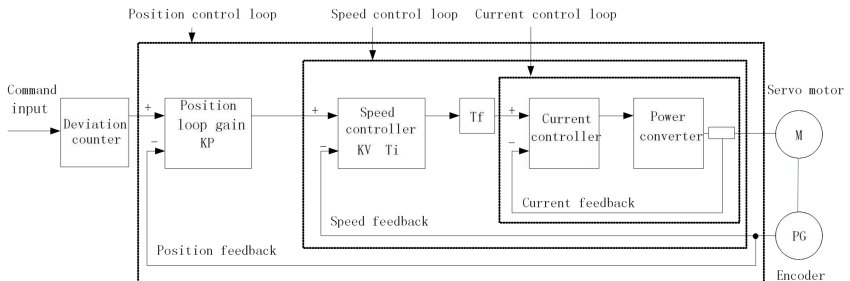 Position control loop
Speed control loop
Current control loop
Command
input
Deviation
counter
+
−
Position
loop gain
KP
+
−
Speed
controller
KV Ti
Tf
+
−
Current
controller
Power
converter
Servo motor
M
Current feedback
Speed feedback
Position feedback
PG
Encoder